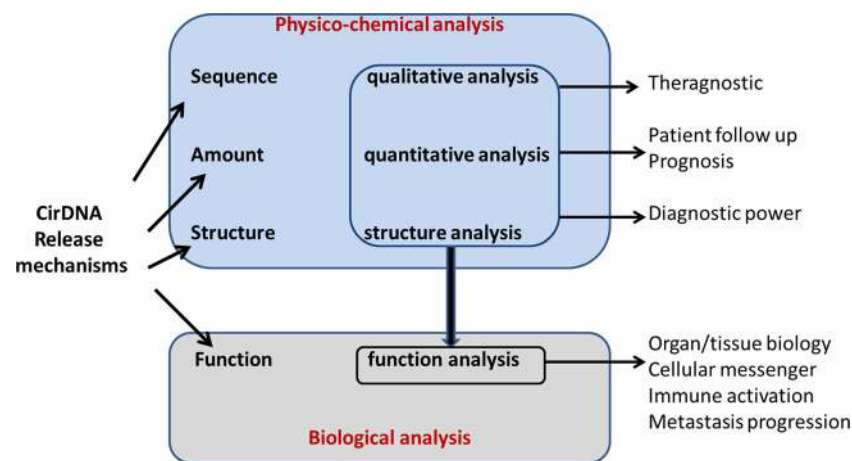 Physico-chemical analysis
Sequence
qualitative analysis
Theragnostic
Amount
quantitative analysis
Patient follow up
Prognosis
CirDNA
Release
mechanisms
Structure
structure analysis
Diagnostic power
Function
function analysis
Organ/tissue biology
Cellular messenger
Immune activation
Metastasis progression
Biological analysis